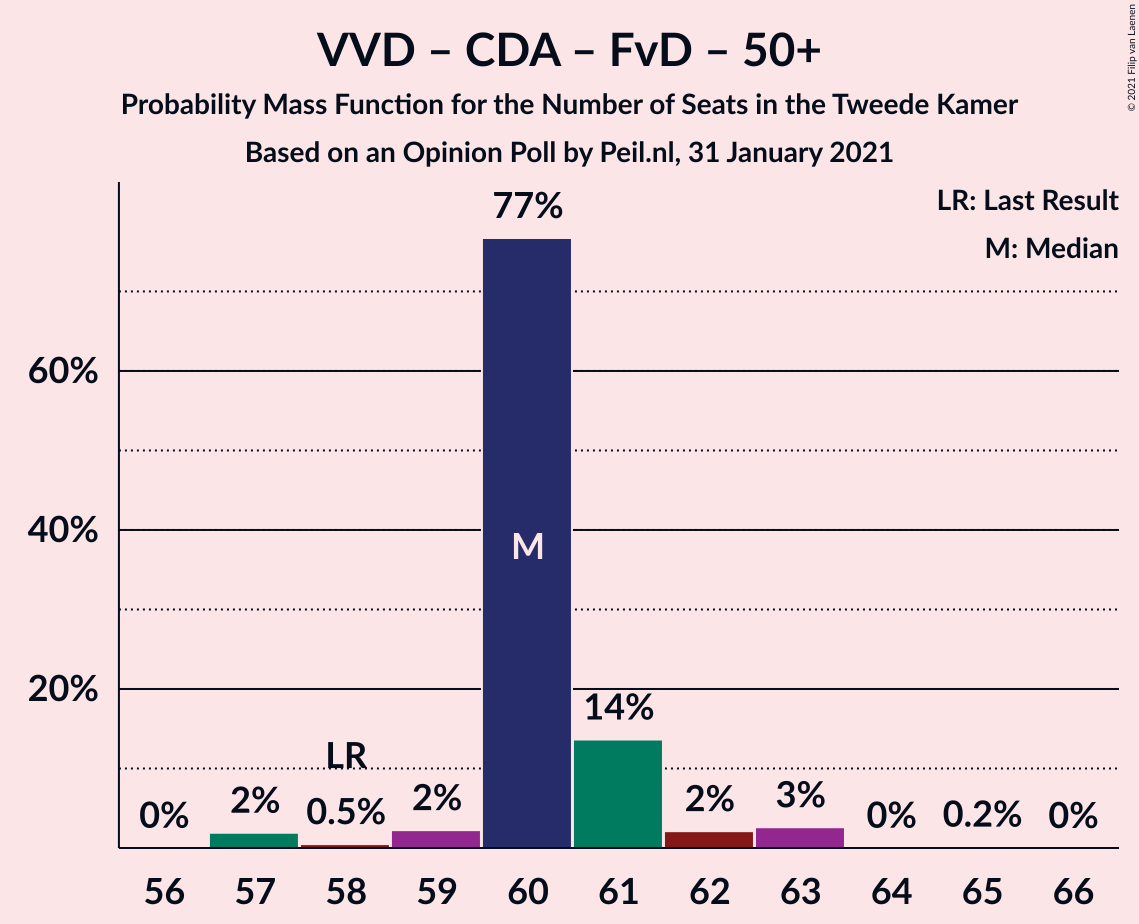 VVD – CDA – FvD – 50+
Probability Mass Function for the Number of Seats in the Tweede Kamer
Based on an Opinion Poll by Peil.nl, 31 January 2021
© 2021 Filip van Laenen
LR: Last Result
M: Median
77%
60%
40%
20%
M
14%
LR
0%
2%
0.5%
2%
2%
3%
0%
0.2%
0%
56 57 58 59 60 61 62 63 64 65 66